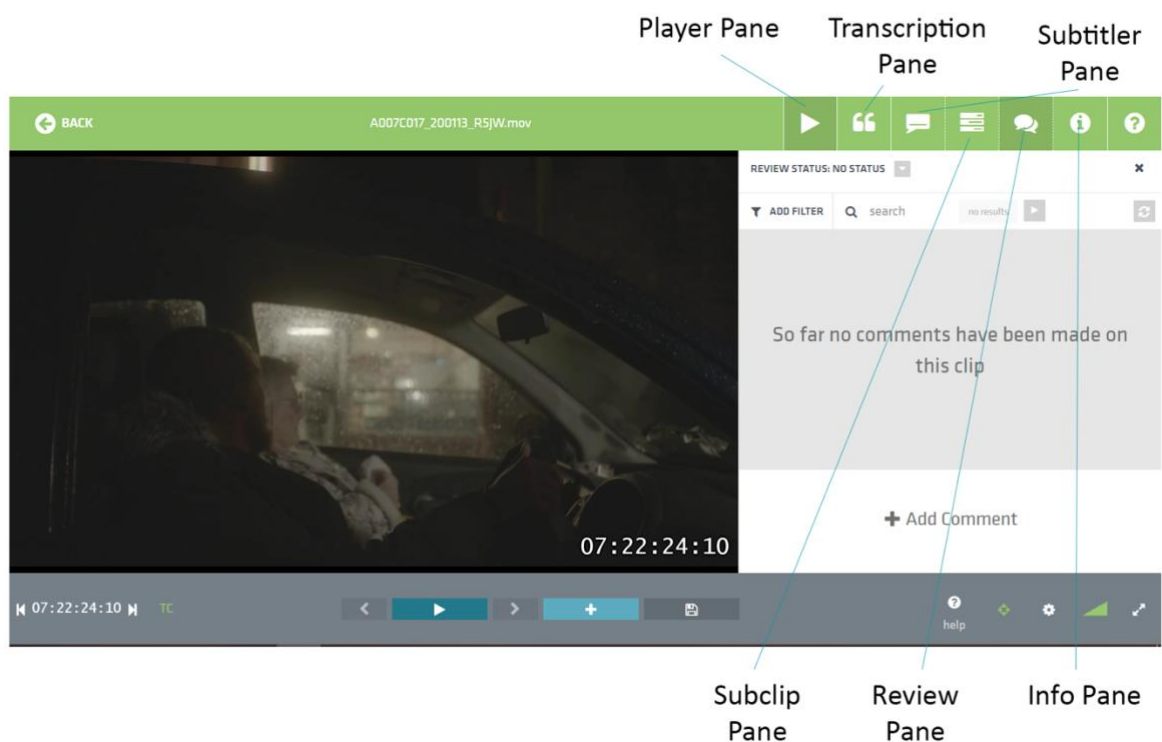 Player Pane
Transcription
Pane
Subtitler
Pane
BACK
A007C017_200113_R5JW.mov
REVIEW STATUS: NO STATUS
ADD FILTER
search
no results
So far no comments have been made on
this clip
Add Comment
07:22:24:10
07:22:24:10
TC
help
Subclip
Pane
Review
Pane
Info Pane